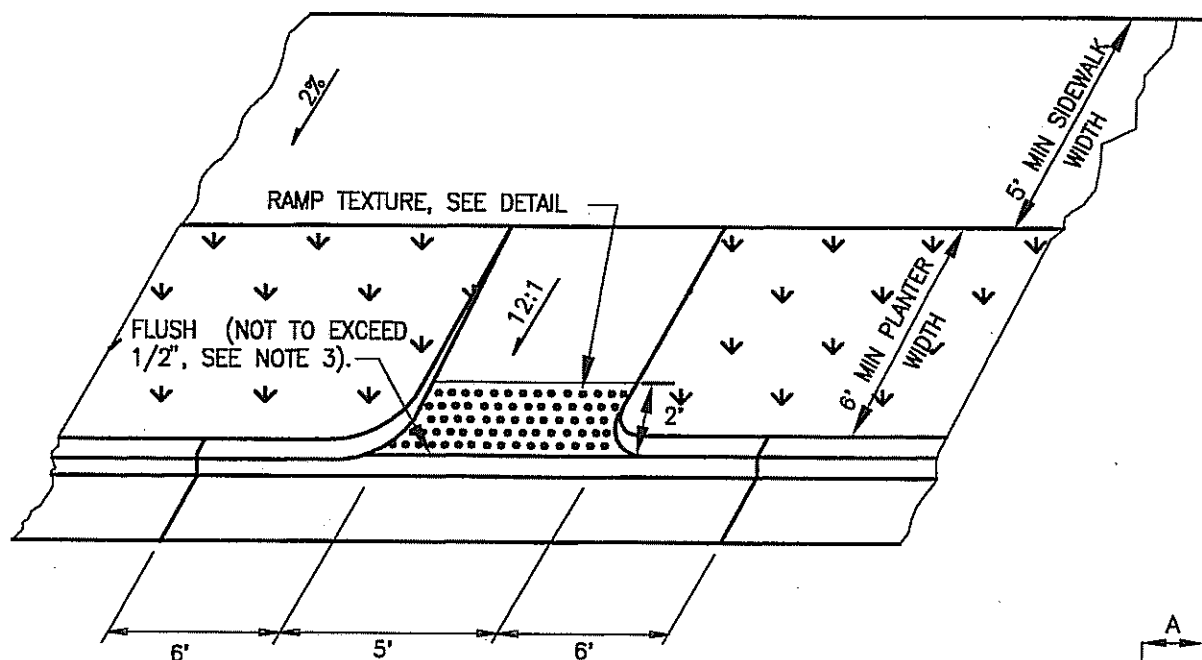 2%
5' MIN SIDEWALK
WIDTH
RAMP TEXTURE, SEE DETAIL
12:1
FLUSH (NOT TO EXCEED
1/2", SEE NOTE 3).
6' MIN PLANTER
WIDTH
2'
6'
5'
6'
A